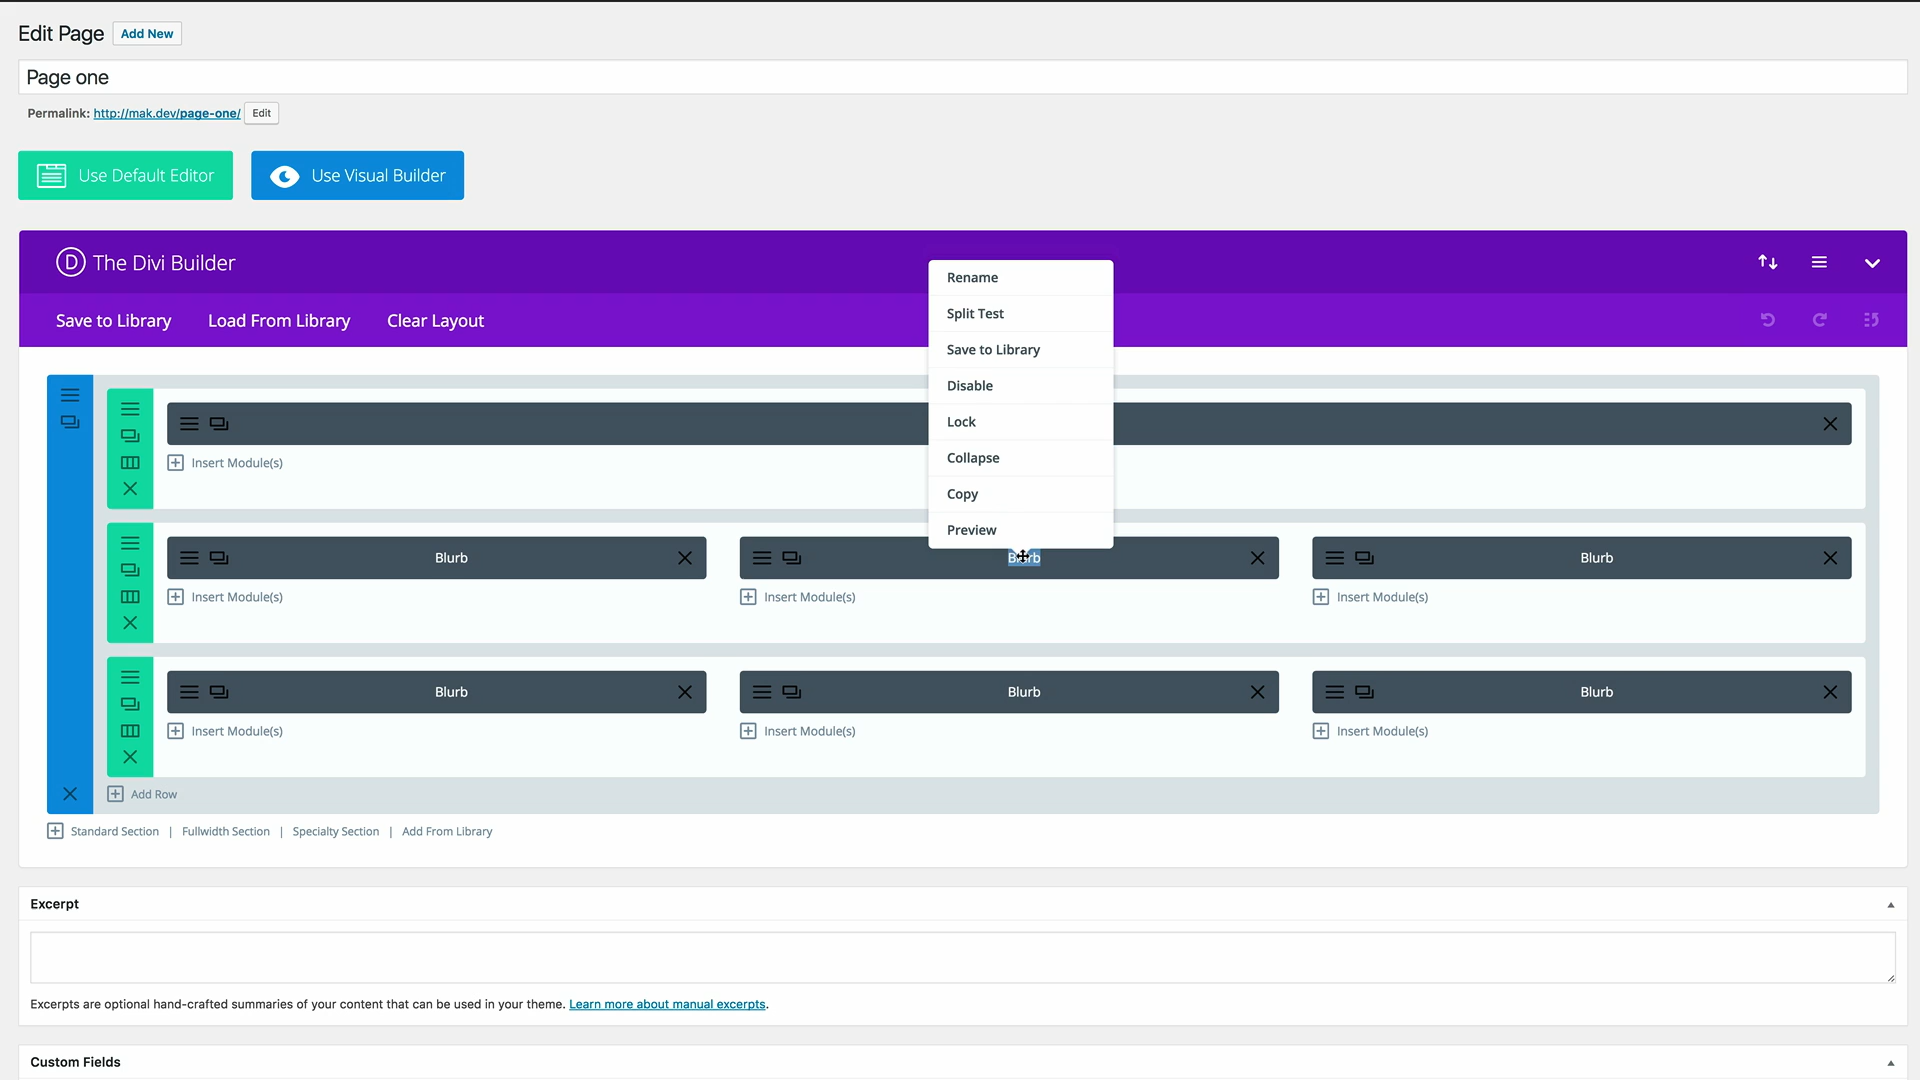 Edit Page Add New
Page one
Permalink: http://mak.dev/page-one/ Edit
Use Default Editor Use Visual Builder
D The Divi Builder
Save to Library Load From Library Clear Layout
Rename
Split Test
Save to Library
Disable
Lock
Collapse
Copy
Preview
Insert Module(s)
Blurb Blurb Blurb
Insert Module(s) Insert Module(s) Insert Module(s)
Blurb Blurb Blurb
Insert Module(s) Insert Module(s) Insert Module(s)
Add Row
Standard Section | Fullwidth Section | Specialty Section | Add From Library
Excerpt
Excerpts are optional hand-crafted summaries of your content that can be used in your theme. Learn more about manual excerpts.
Custom Fields